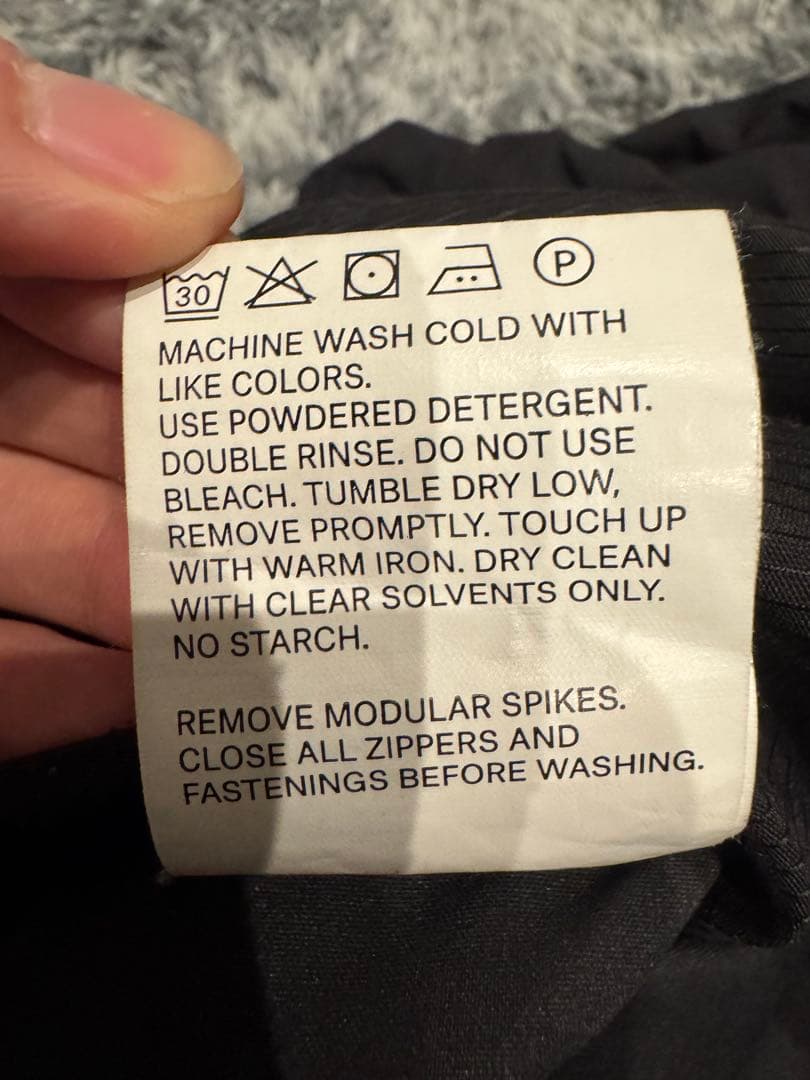 30 P
MACHINE WASH COLD WITH
LIKE COLORS.
USE POWDERED DETERGENT.
DOUBLE RINSE. DO NOT USE
BLEACH. TUMBLE DRY LOW,
REMOVE PROMPTLY. TOUCH UP
WITH WARM IRON. DRY CLEAN
WITH CLEAR SOLVENTS ONLY.
NO STARCH.
REMOVE MODULAR SPIKES.
CLOSE ALL ZIPPERS AND
FASTENINGS BEFORE WASHING.